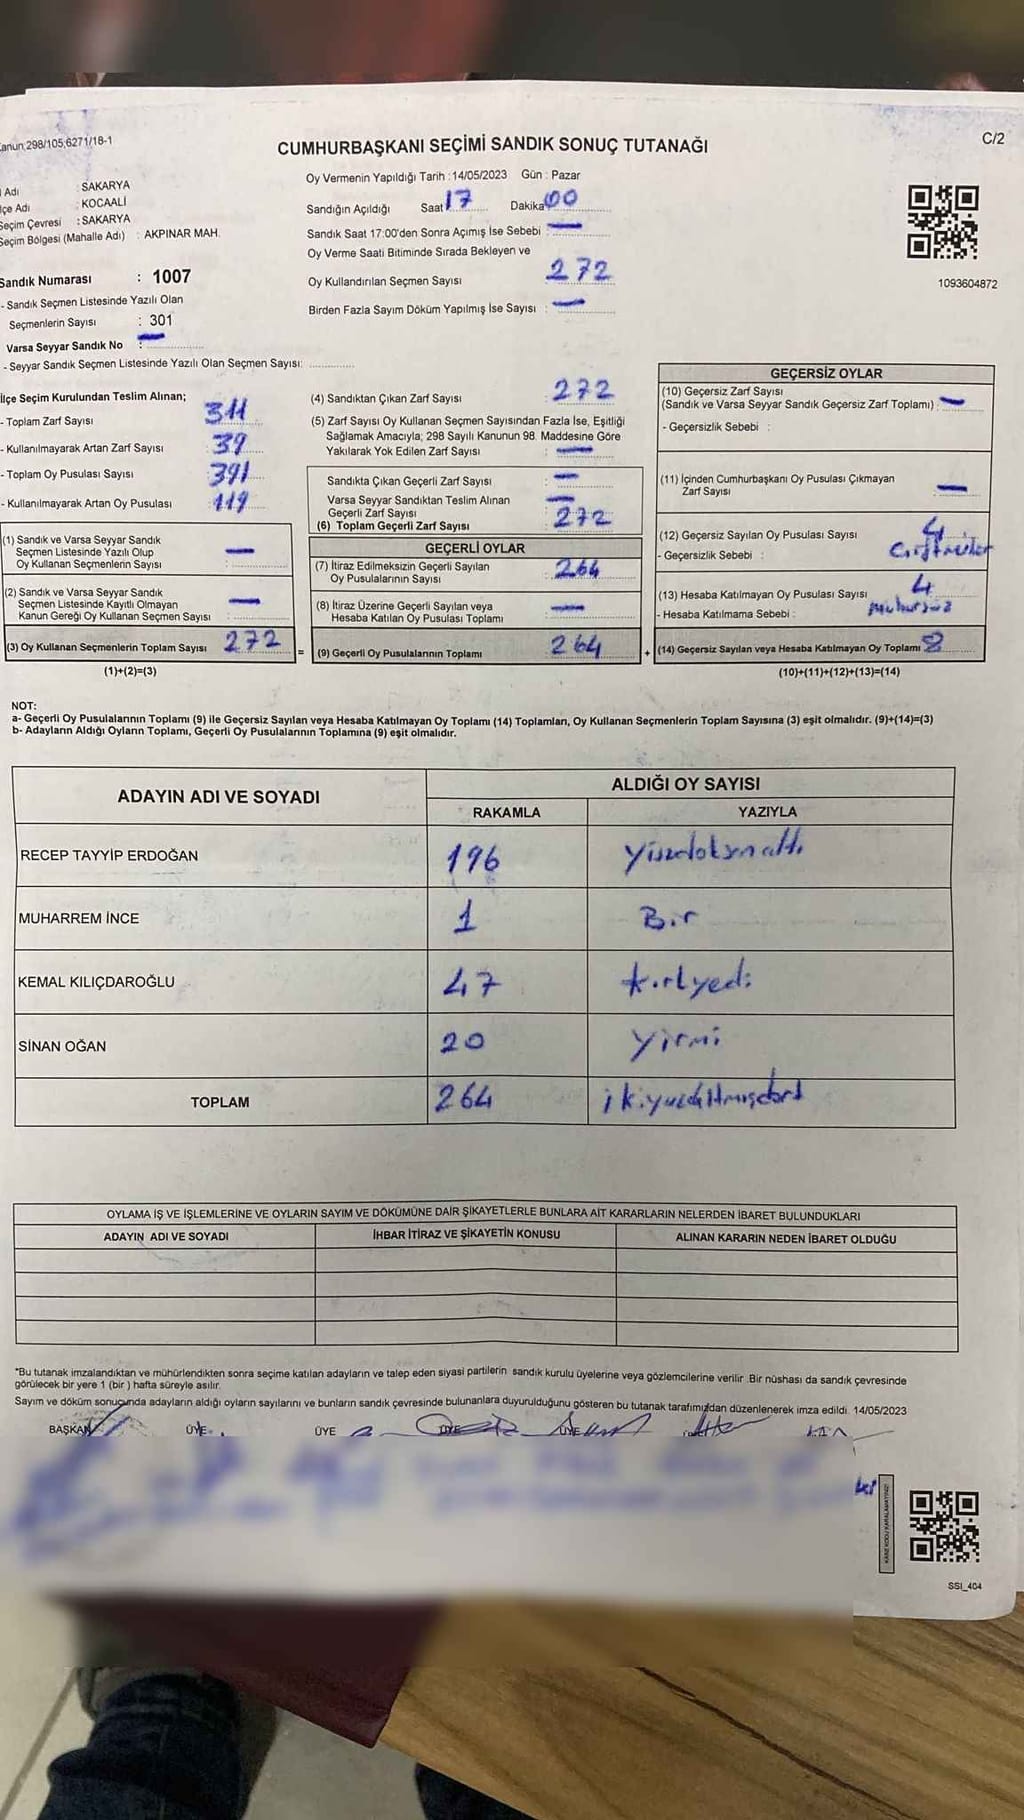 Kanun:298/105;6271/18-1
CUMHURBAŞKANI SEÇİMİ SANDIK SONUÇ TUTANAĞI
C/2
Adı : SAKARYA
lçe Adı : KOCAALİ
Seçim Çevresi : SAKARYA
Seçim Bölgesi (Mahalle Adı) : AKPINAR MAH.
Sandık Numarası : 1007
- Sandık Seçmen Listesinde Yazılı Olan
Seçmenlerin Sayısı : 301
Varsa Seyyar Sandık No : —
- Seyyar Sandık Seçmen Listesinde Yazılı Olan Seçmen Sayısı:
Oy Vermenin Yapıldığı Tarih : 14/05/2023 Gün : Pazar
Sandığın Açıldığı Saat 17 Dakika 00
Sandık Saat 17:00'den Sonra Açımış İse Sebebi : —
Oy Verme Saati Bitiminde Sırada Bekleyen ve
Oy Kullandırılan Seçmen Sayısı : 272
Birden Fazla Sayım Döküm Yapılmış İse Sayısı : —
1093604872
İlçe Seçim Kurulundan Teslim Alınan;
- Toplam Zarf Sayısı : 311
- Kullanılmayarak Artan Zarf Sayısı : 39
- Toplam Oy Pusulası Sayısı : 391
- Kullanılmayarak Artan Oy Pusulası : 119
(1) Sandık ve Varsa Seyyar Sandık
Seçmen Listesinde Yazılı Olup
Oy Kullanan Seçmenlerin Sayısı : —
(2) Sandık ve Varsa Seyyar Sandık
Seçmen Listesinde Kayıtlı Olmayan
Kanun Gereği Oy Kullanan Seçmen Sayısı : —
(3) Oy Kullanan Seçmenlerin Toplam Sayısı : 272
(1)+(2)=(3)
(4) Sandıktan Çıkan Zarf Sayısı : 272
(5) Zarf Sayısı Oy Kullanan Seçmen Sayısından Fazla İse, Eşitliği
Sağlamak Amacıyla; 298 Sayılı Kanunun 98. Maddesine Göre
Yakılarak Yok Edilen Zarf Sayısı : —
Sandıkta Çıkan Geçerli Zarf Sayısı : —
Varsa Seyyar Sandıktan Teslim Alınan
Geçerli Zarf Sayısı : —
(6) Toplam Geçerli Zarf Sayısı : 272
GEÇERLİ OYLAR
(7) İtiraz Edilmeksizin Geçerli Sayılan
Oy Pusulalarının Sayısı : 264
(8) İtiraz Üzerine Geçerli Sayılan veya
Hesaba Katılan Oy Pusulası Toplamı : —
= (9) Geçerli Oy Pusulalarının Toplamı : 264
GEÇERSİZ OYLAR
(10) Geçersiz Zarf Sayısı
(Sandık ve Varsa Seyyar Sandık Geçersiz Zarf Toplamı) : —
- Geçersizlik Sebebi :
(11) İçinden Cumhurbaşkanı Oy Pusulası Çıkmayan
Zarf Sayısı : —
(12) Geçersiz Sayılan Oy Pusulası Sayısı : 4
- Geçersizlik Sebebi :
(13) Hesaba Katılmayan Oy Pusulası Sayısı : 4
- Hesaba Katılmama Sebebi : mühürsüz
+ (14) Geçersiz Sayılan veya Hesaba Katılmayan Oy Toplamı 8
(10)+(11)+(12)+(13)=(14)
NOT:
a- Geçerli Oy Pusulalarının Toplamı (9) ile Geçersiz Sayılan veya Hesaba Katılmayan Oy Toplamı (14) Toplamları, Oy Kullanan Seçmenlerin Toplam Sayısına (3) eşit olmalıdır. (9)+(14)=(3)
b- Adayların Aldığı Oyların Toplamı, Geçerli Oy Pusulalarının Toplamına (9) eşit olmalıdır.
ADAYIN ADI VE SOYADI
ALDIĞI OY SAYISI
RAKAMLA YAZIYLA
RECEP TAYYİP ERDOĞAN 196 yüzdoksanaltı
MUHARREM İNCE 1 Bir
KEMAL KILIÇDAROĞLU 47 kırkyedi
SİNAN OĞAN 20 yirmi
TOPLAM 264 ikiyüzaltmışdört
OYLAMA İŞ VE İŞLEMLERİNE VE OYLARIN SAYIM VE DÖKÜMÜNE DAİR ŞİKAYETLERLE BUNLARA AİT KARARLARIN NELERDEN İBARET BULUNDUKLARI
ADAYIN ADI VE SOYADI İHBAR İTİRAZ VE ŞİKAYETİN KONUSU ALINAN KARARIN NEDEN İBARET OLDUĞU
*Bu tutanak imzalandıktan ve mühürlendikten sonra seçime katılan adayların ve talep eden siyasi partilerin sandık kurulu üyelerine veya gözlemcilerine verilir. Bir nüshası da sandık çevresinde
görülecek bir yere 1 (bir) hafta süreyle asılır.
Sayım ve döküm sonucunda adayların aldığı oyların sayılarını ve bunların sandık çevresinde bulunanlara duyurulduğunu gösteren bu tutanak tarafımızdan düzenlenerek imza edildi. 14/05/2023
BAŞKAN ÜYE ÜYE ÜYE ÜYE
SSI_404